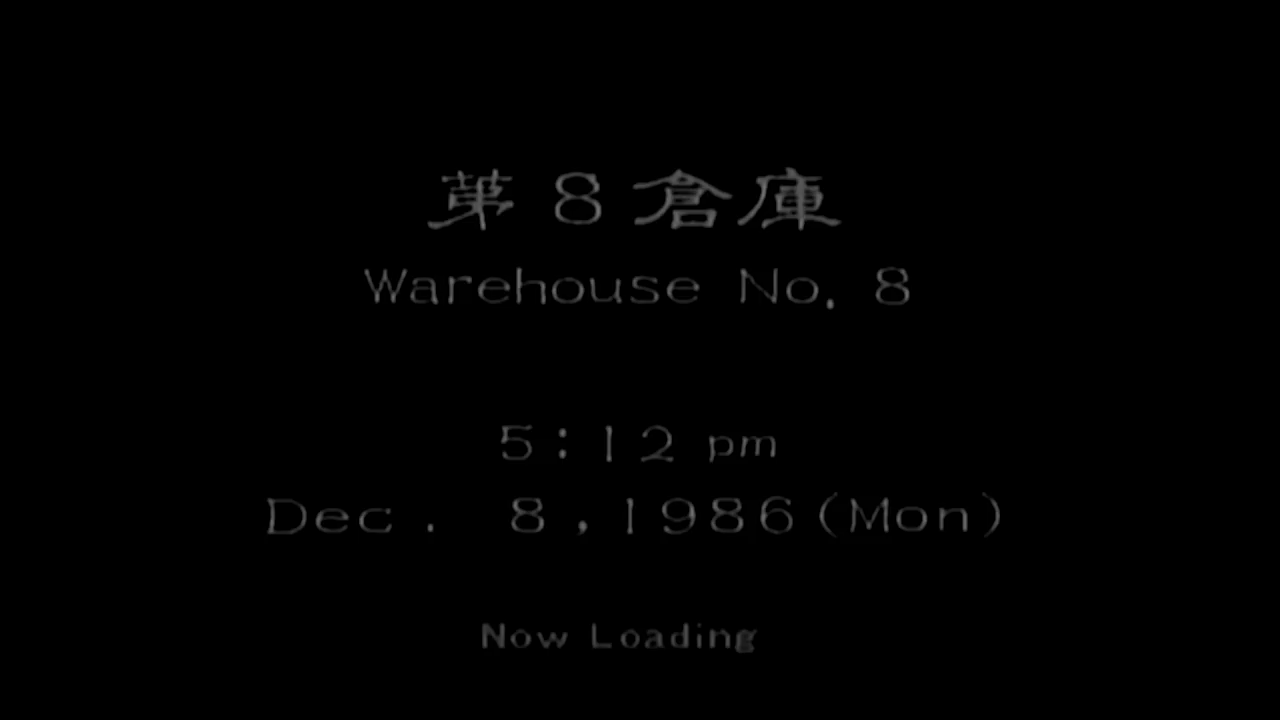 第8倉庫
Warehouse No. 8
5:12 pm
Dec. 8,1986(Mon)
Now Loading